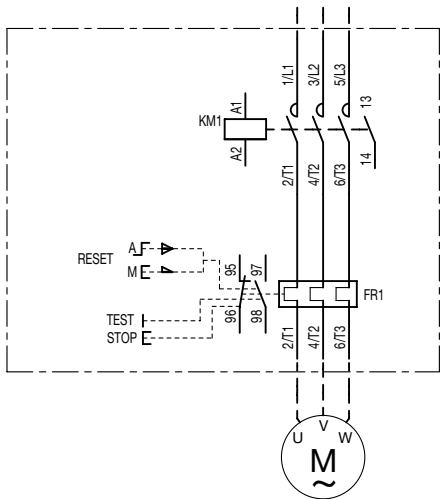 1/L1
3/L2
5/L3
13
A1
KM1
A2
2/T1
4/T2
6/T3
14
RESET
A
M
95
97
FR1
TEST
STOP
96
98
2/T1
4/T2
6/T3
U
V
W
M
~